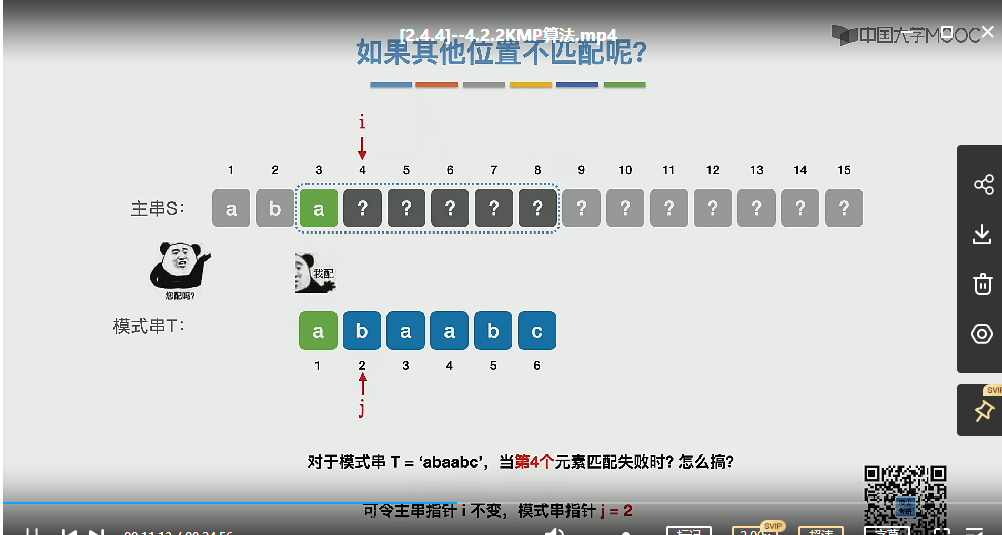 [2.4.4]--4.2.2KMP算法.mp4
中国大学MOOC
如果其他位置不匹配呢?
i
1 2 3 4 5 6 7 8 9 10 11 12 13 14 15
主串S: a b a ? ? ? ? ? ? ? ? ? ? ? ?
您配吗?
我配
模式串T: a b a a b c
1 2 3 4 5 6
j
SVIP
对于模式串 T = ‘abaabc’，当第4个元素匹配失败时? 怎么搞?
可令主串指针 i 不变，模式串指针 j = 2
SVIP